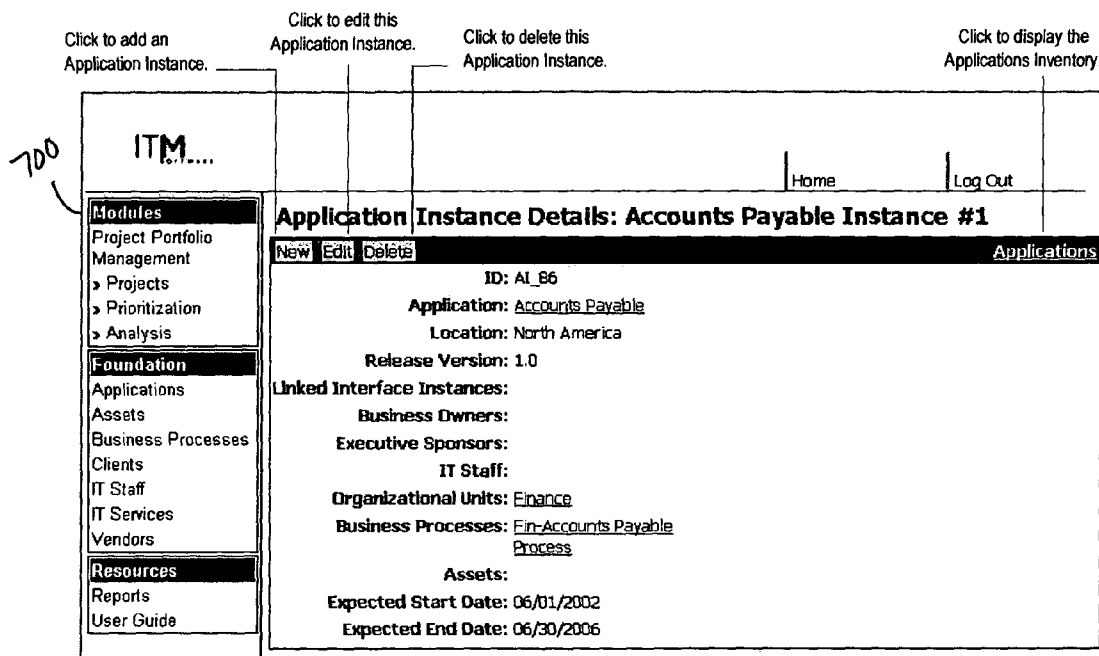 Click to add an
Application Instance.
Click to edit this
Application Instance.
Click to delete this
Application Instance.
Click to display the
Applications Inventory
700
ITM
Home
Log Out
Modules
Project Portfolio
Management
» Projects
» Prioritization
» Analysis
Foundation
Applications
Assets
Business Processes
Clients
IT Staff
IT Services
Vendors
Resources
Reports
User Guide
Application Instance Details: Accounts Payable Instance #1
New Edit Delete Applications
ID: AI_86
Application: Accounts Payable
Location: North America
Release Version: 1.0
Linked Interface Instances:
Business Owners:
Executive Sponsors:
IT Staff:
Organizational Units: Finance
Business Processes: Fin-Accounts Payable
Process
Assets:
Expected Start Date: 06/01/2002
Expected End Date: 06/30/2006